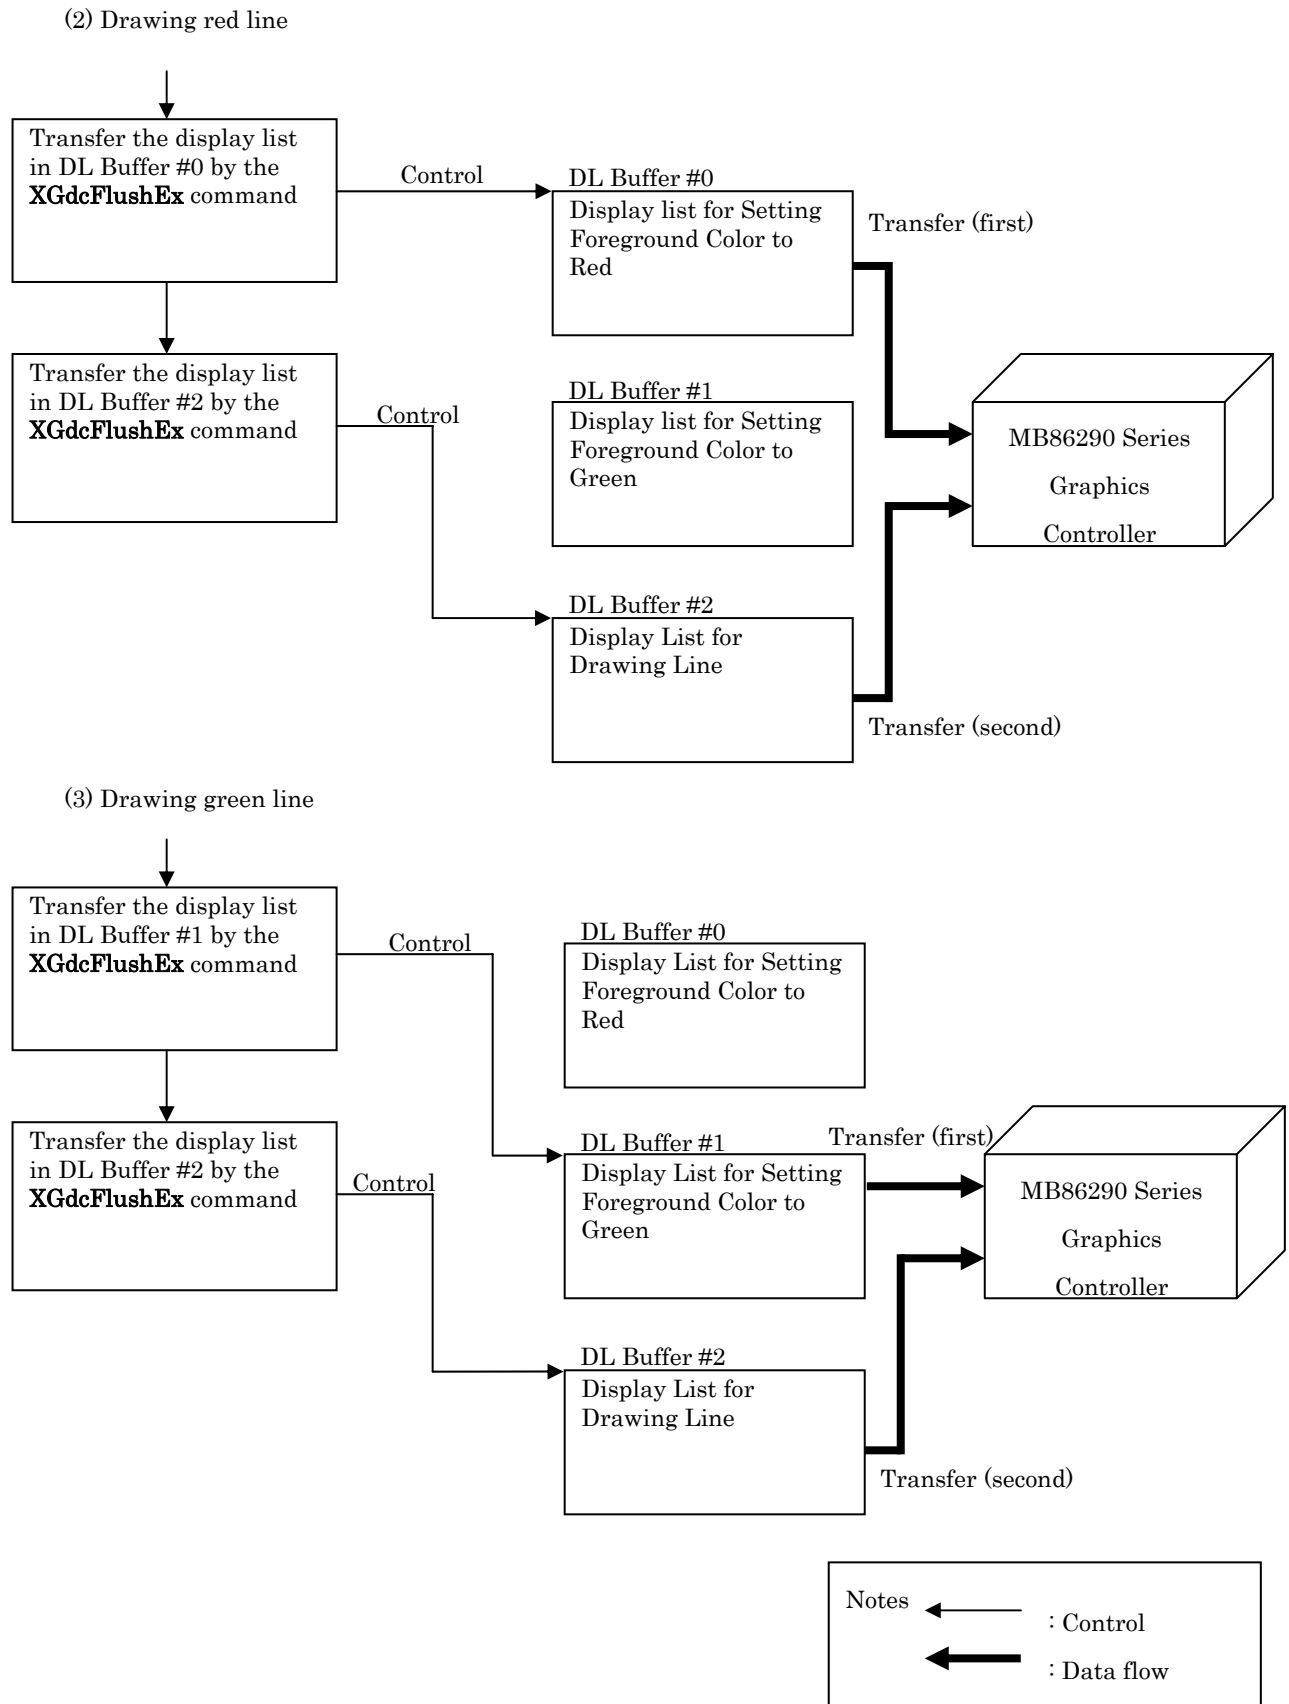 (2) Drawing red line
Transfer the display list
in DL Buffer #0 by the
XGdcFlushEx command
Control
DL Buffer #0
Display list for Setting
Foreground Color to
Red
Transfer (first)
Transfer the display list
in DL Buffer #2 by the
XGdcFlushEx command
Control
DL Buffer #1
Display list for Setting
Foreground Color to
Green
MB86290 Series
Graphics
Controller
DL Buffer #2
Display List for
Drawing Line
Transfer (second)
(3) Drawing green line
Transfer the display list
in DL Buffer #1 by the
XGdcFlushEx command
Control
DL Buffer #0
Display List for Setting
Foreground Color to
Red
Transfer the display list
in DL Buffer #2 by the
XGdcFlushEx command
Control
DL Buffer #1
Display List for Setting
Foreground Color to
Green
Transfer (first)
MB86290 Series
Graphics
Controller
DL Buffer #2
Display List for
Drawing Line
Transfer (second)
Notes
: Control
: Data flow